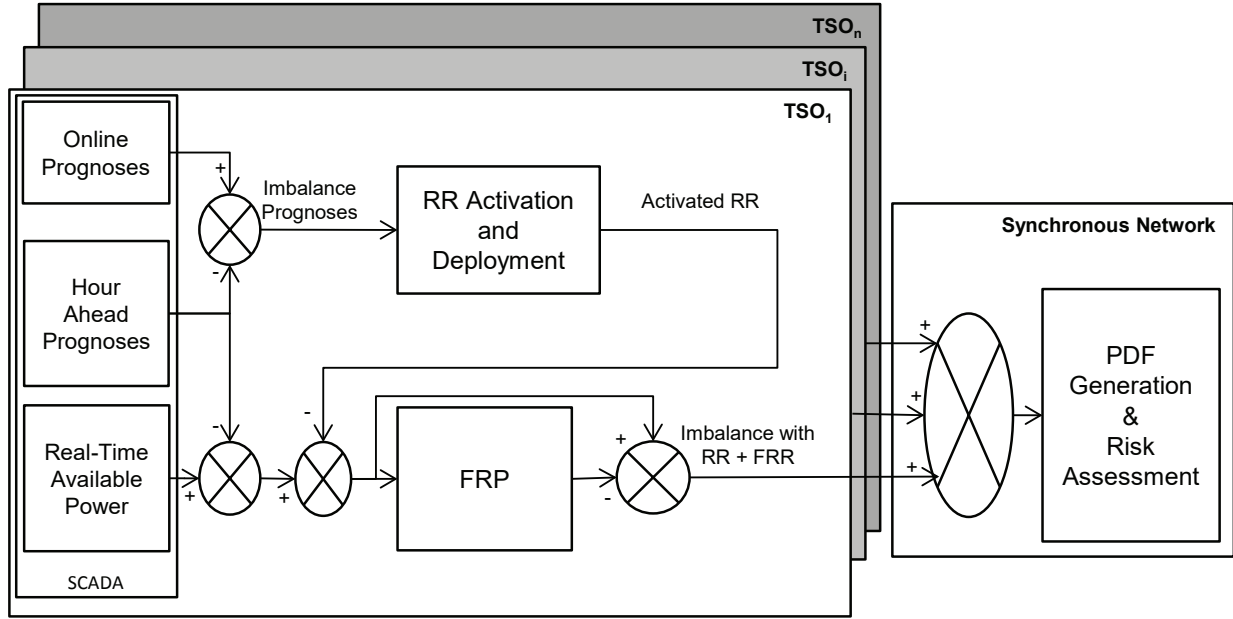 TSOn
TSOi
TSO1
Online
Prognoses
+
Imbalance
Prognoses
RR Activation
and
Deployment
Activated RR
Synchronous Network
-
Hour
Ahead
Prognoses
+
PDF
Generation
&
Risk
Assessment
-
-
+
Real-Time
Available
Power
+
+
FRP
+
-
Imbalance with
RR + FRR
+
SCADA